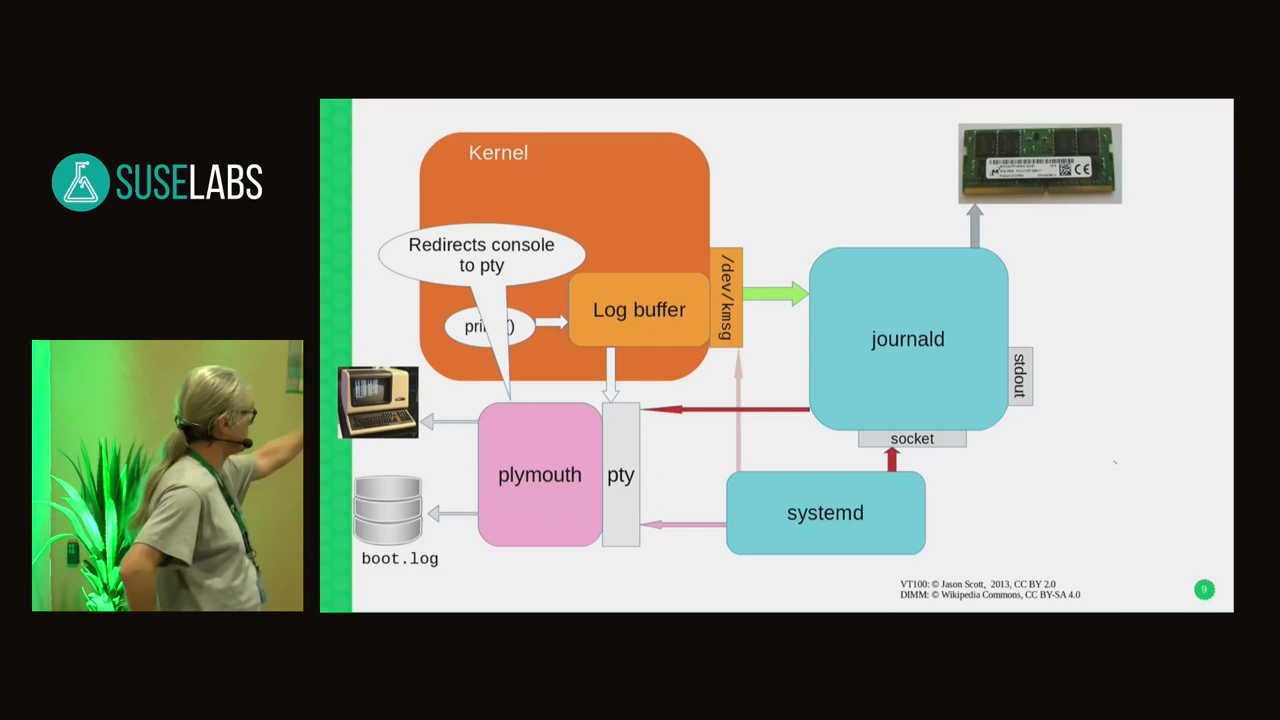 SUSELABS
Kernel
Redirects console
to pty
Log buffer
/dev/kmsg
journald
stdout
socket
plymouth
pty
systemd
boot.log
VT100: © Jason Scott, 2013, CC BY 2.0
DIMM: © Wikipedia Commons, CC BY-SA 4.0
9